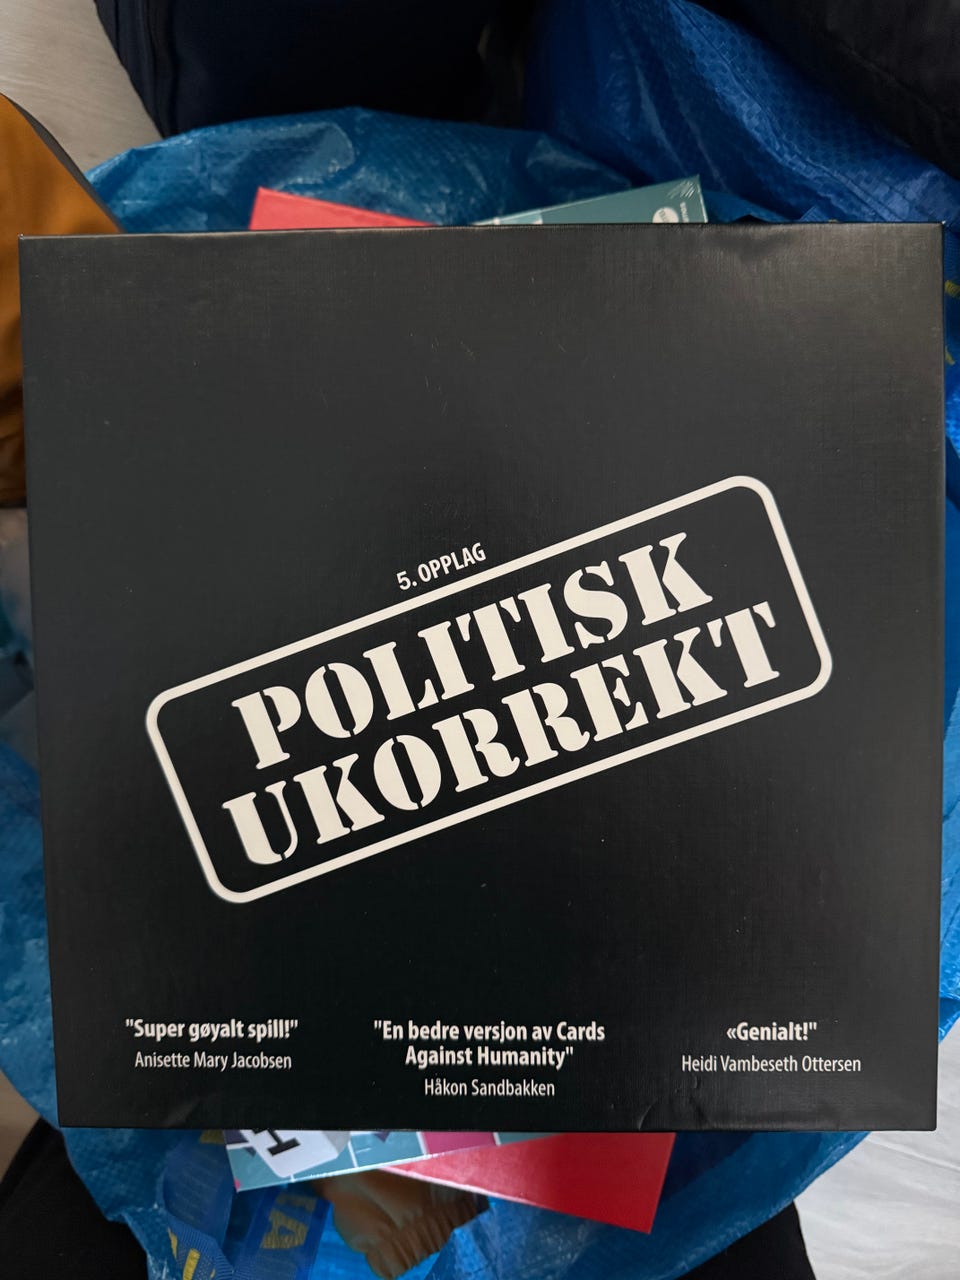 5. OPPLAG
POLITISK
UKORREKT
"Super gøyalt spill!"
Anisette Mary Jacobsen
"En bedre versjon av Cards
Against Humanity"
Håkon Sandbakken
«Genialt!"
Heidi Vambeseth Ottersen